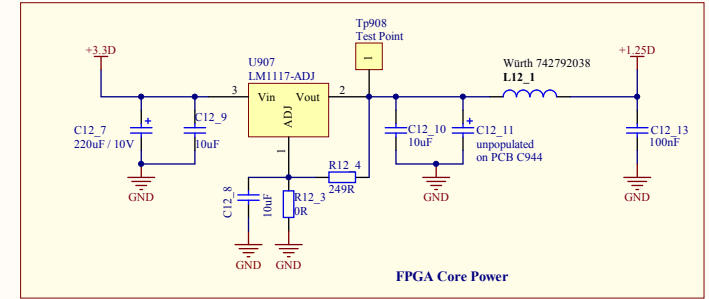 Tp908
Test Point
1
+3.3D
U907
LM1117-ADJ
3
Vin
Vout
2
ADJ
1
Würth 742792038
L12_1
+1.25D
C12_7
220uF / 10V
C12_9
10uF
C12_10
10uF
C12_11
unpopulated
on PCB C944
C12_13
100nF
R12_4
249R
C12_8
10uF
R12_3
0R
GND
GND
GND
GND
GND
FPGA Core Power